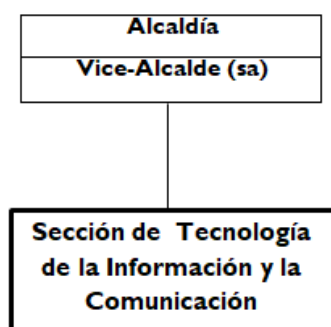 Alcaldía
Vice-Alcalde (sa)
Sección de Tecnología
de la Información y la
Comunicación